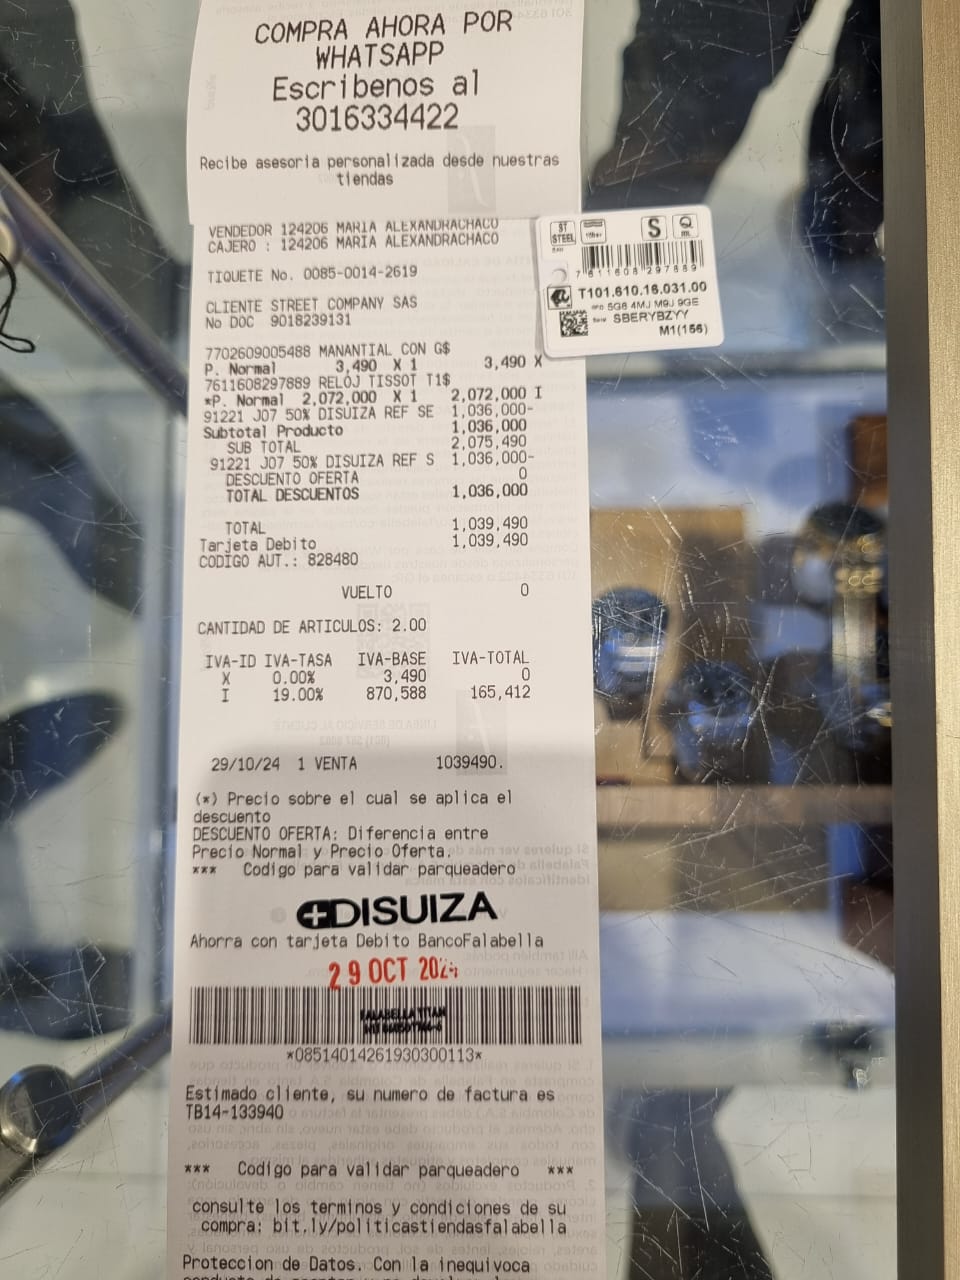 COMPRA AHORA POR
WHATSAPP
Escribenos al
3016334422
Recibe asesoria personalizada desde nuestras
tiendas
VENDEDOR 124206 MARIA ALEXANDRACHACO
CAJERO : 124206 MARIA ALEXANDRACHACO
TIQUETE No. 0085-0014-2619
CLIENTE STREET COMPANY SAS
No DOC 9018239131
7702609005488 MANANTIAL CON G$
P. Normal 3,490 X 1 3,490 X
7611608297889 RELOJ TISSOT T1$
*P. Normal 2,072,000 X 1 2,072,000 I
91221 J07 50% DISUIZA REF SE 1,036,000-
Subtotal Producto 1,036,000
SUB TOTAL 2,075,490
91221 J07 50% DISUIZA REF S 1,036,000-
DESCUENTO OFERTA 0
TOTAL DESCUENTOS 1,036,000
TOTAL 1,039,490
Tarjeta Debito 1,039,490
CODIGO AUT.: 828480
VUELTO 0
CANTIDAD DE ARTICULOS: 2.00
IVA-ID IVA-TASA IVA-BASE IVA-TOTAL
X 0.00% 3,490 0
I 19.00% 870,588 165,412
29/10/24 1 VENTA 1039490.
(*) Precio sobre el cual se aplica el
descuento
DESCUENTO OFERTA: Diferencia entre
Precio Normal y Precio Oferta.
*** Codigo para validar parqueadero
DISUIZA
Ahorra con tarjeta Debito BancoFalabella
29 OCT 2024
FALABELLA TITAN
*08514014261930300113*
Estimado cliente, su numero de factura es
TB14-133940
*** Codigo para validar parqueadero ***
consulte los terminos y condiciones de su
compra: bit.ly/politicastiendasfalabella
Proteccion de Datos. Con la inequivoca
ST
STEEL
S
Q
7 611608 297889
T101.610.16.031.00
5G8 4MJ M9J 9GE
SBERYBZYY
M1(156)